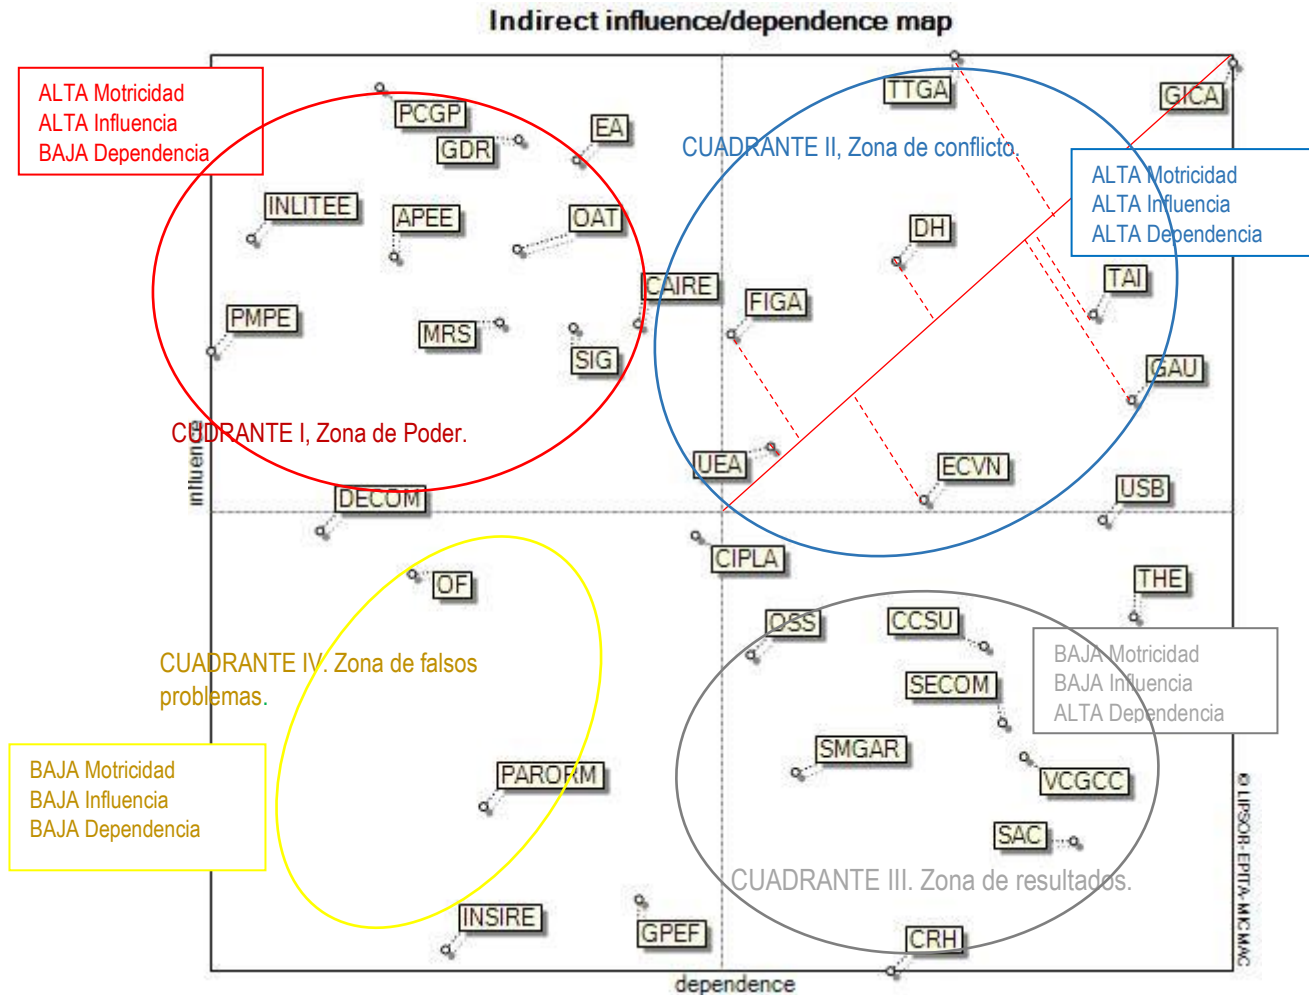 Indirect influence/dependence map
ALTA Motricidad
ALTA Influencia
BAJA Dependencia
PCGP
GDR
EA
TTGA
GICA
CUADRANTE II, Zona de conflicto.
ALTA Motricidad
ALTA Influencia
ALTA Dependencia
INLITEE
APEE
OAT
DH
CAIRE
FIGA
TAI
PMPE
MRS
SIG
GAU
CUDRANTE I, Zona de Poder.
influence
UEA
ECVN
USB
DECOM
CIPLA
OF
THE
OSS
CCSU
CUADRANTE IV. Zona de falsos
problemas.
BAJA Motricidad
BAJA Influencia
ALTA Dependencia
SECOM
SMGAR
VCGCC
BAJA Motricidad
BAJA Influencia
BAJA Dependencia
PARORM
SAC
CUADRANTE III. Zona de resultados.
INSIRE
GPEF
CRH
dependence
© LIPSOR-EPITA-MICMAC